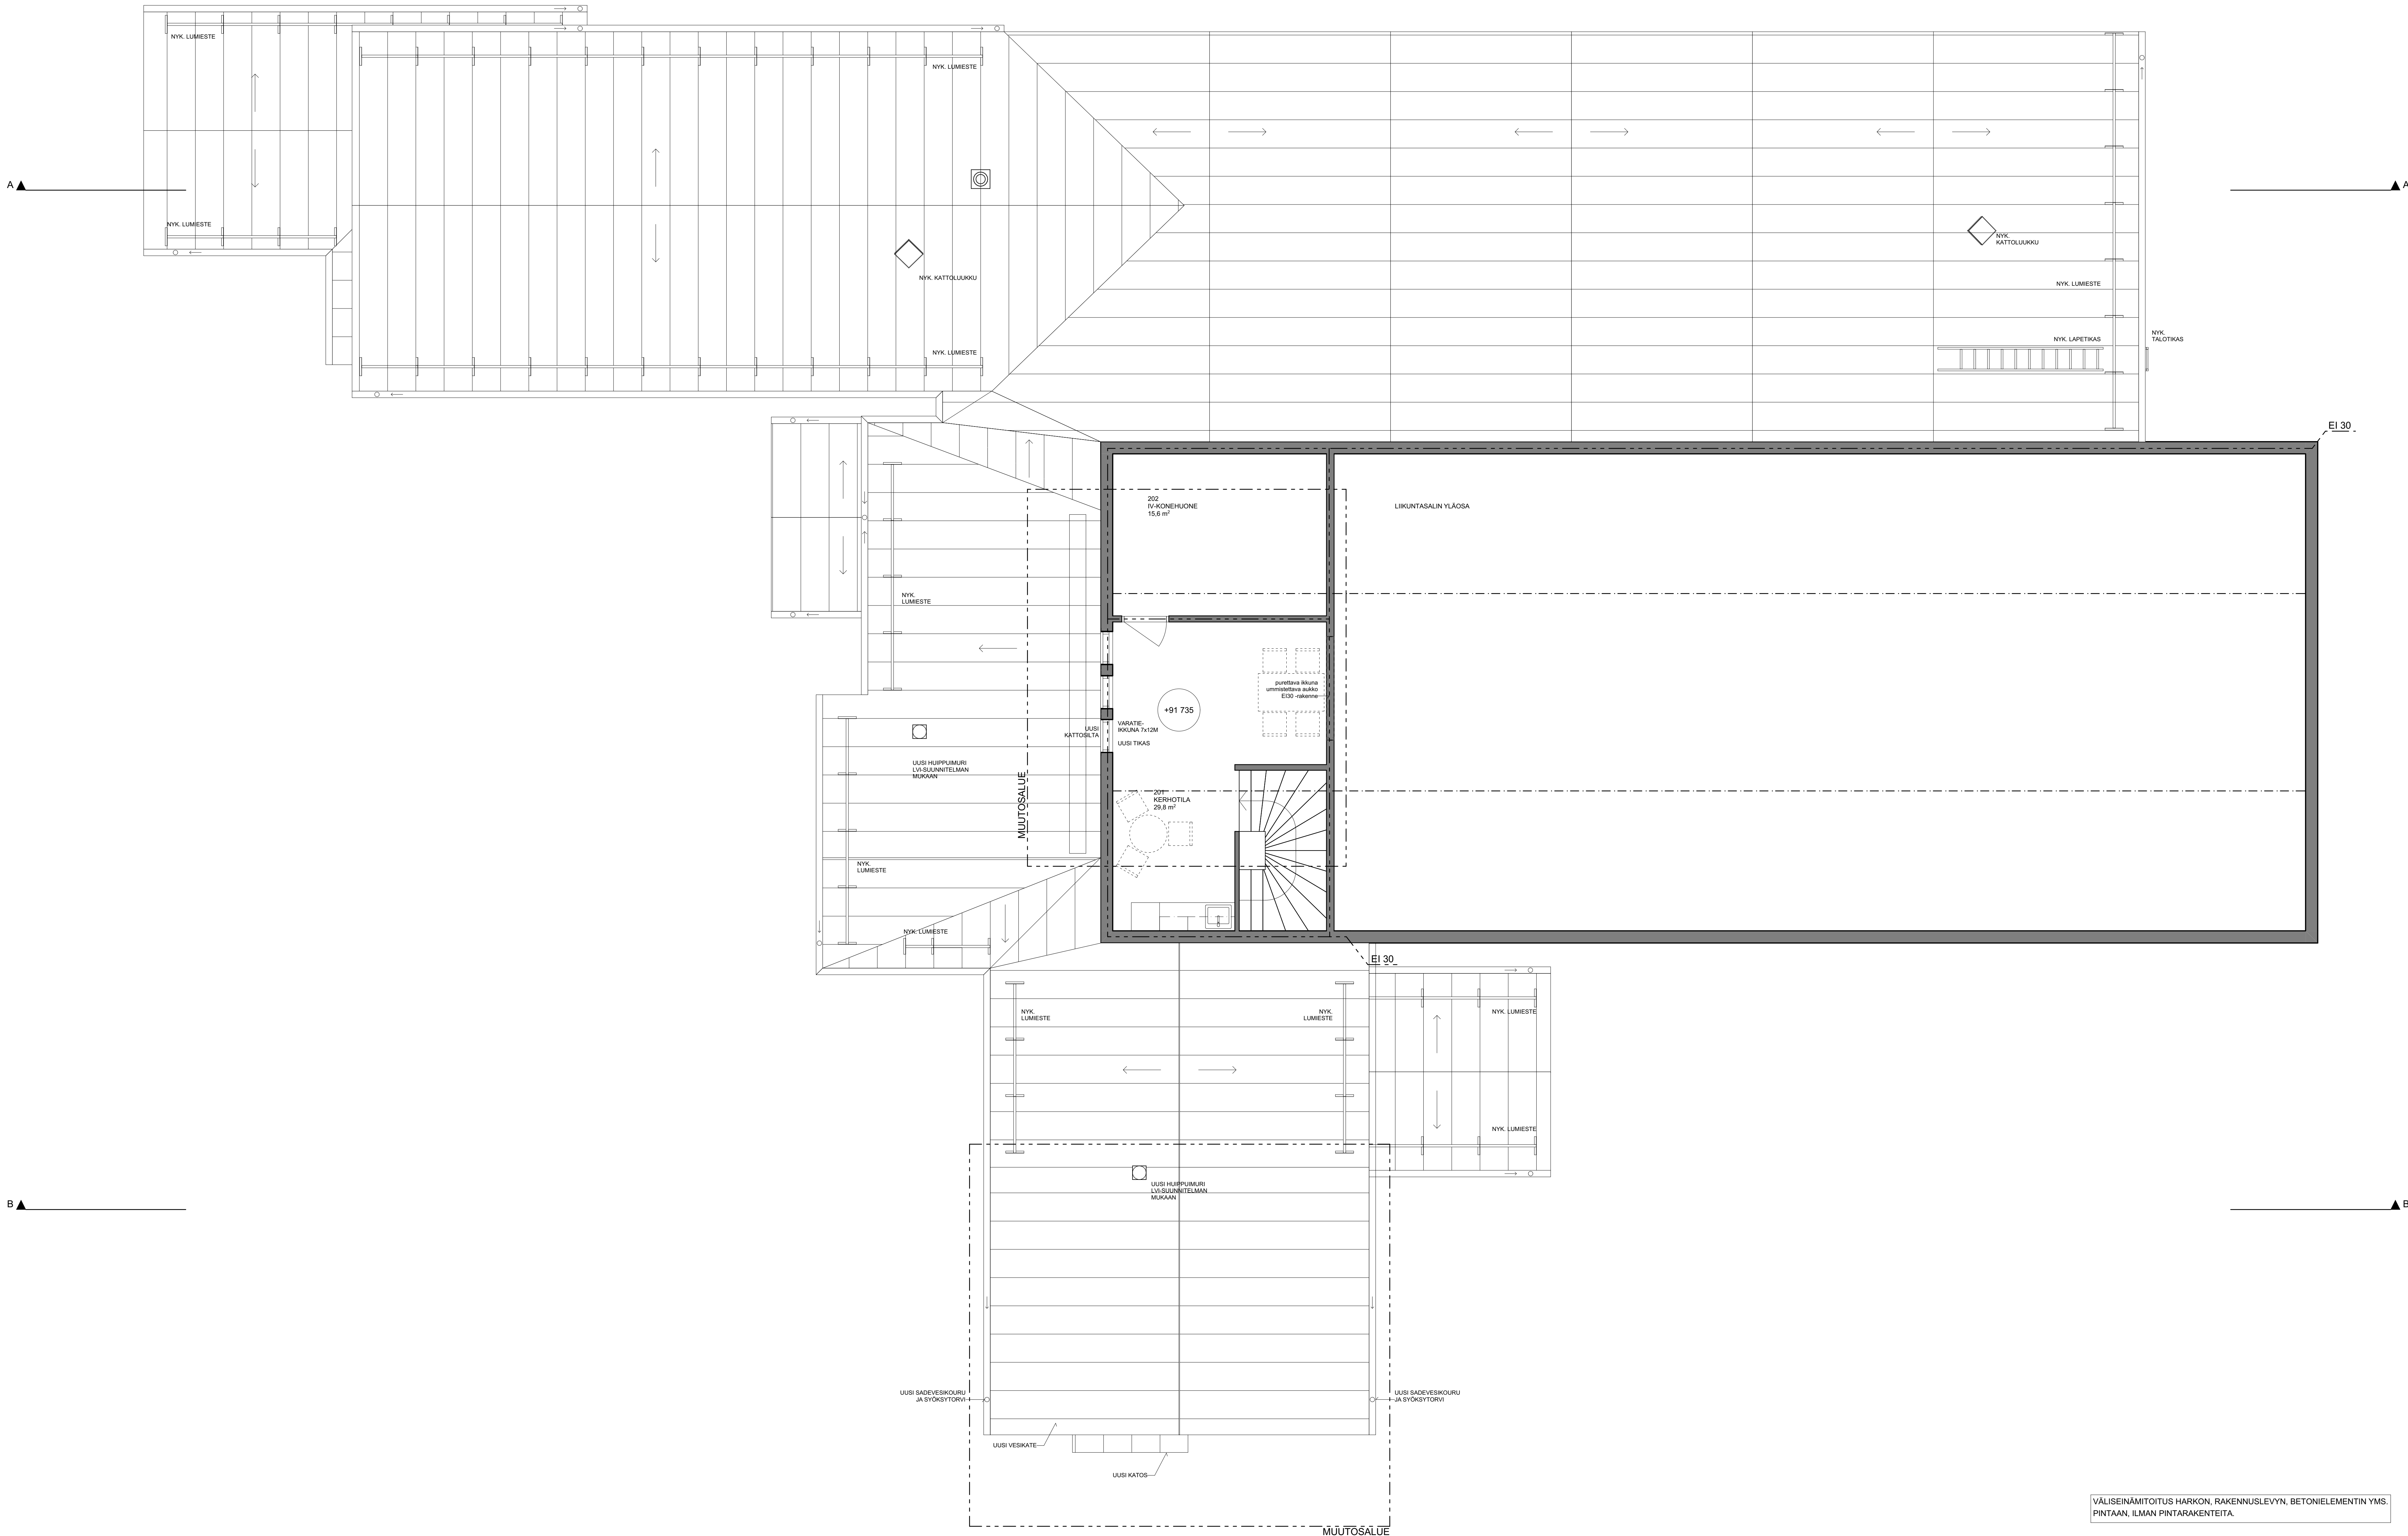 NYK. LUMIESTE
NYK. LUMIESTE
A
A
NYK. LUMIESTE
NYK.
KATTOLUUKKU
NYK. KATTOLUUKKU
NYK. LUMIESTE
NYK. LUMIESTE
NYK. LAPETIKAS
NYK.
TALOTIKAS
EI 30
202
IV-KONEHUONE
15,6 m²
LIIKUNTASALIN YLÄOSA
NYK.
LUMIESTE
purettava ikkuna
ummistettava aukko
EI30 -rakenne
+91 735
UUSI
KATTOSILTA
VARATIE-
IKKUNA 7x12M
UUSI TIKAS
UUSI HUIPPUIMURI
LVI-SUUNNITELMAN
MUKAAN
MUUTOSALUE
201
KERHOTILA
29,8 m²
NYK.
LUMIESTE
NYK. LUMIESTE
EI 30
NYK.
LUMIESTE
NYK.
LUMIESTE
NYK. LUMIESTE
NYK. LUMIESTE
UUSI HUIPPUIMURI
LVI-SUUNNITELMAN
MUKAAN
B
B
UUSI SADEVESIKOURU
JA SYÖKSYTORVI
UUSI SADEVESIKOURU
JA SYÖKSYTORVI
UUSI VESIKATE
UUSI KATOS
MUUTOSALUE
VÄLISEINÄMITOITUS HARKON, RAKENNUSLEVYN, BETONIELEMENTIN YMS.
PINTAAN, ILMAN PINTARAKENTEITA.